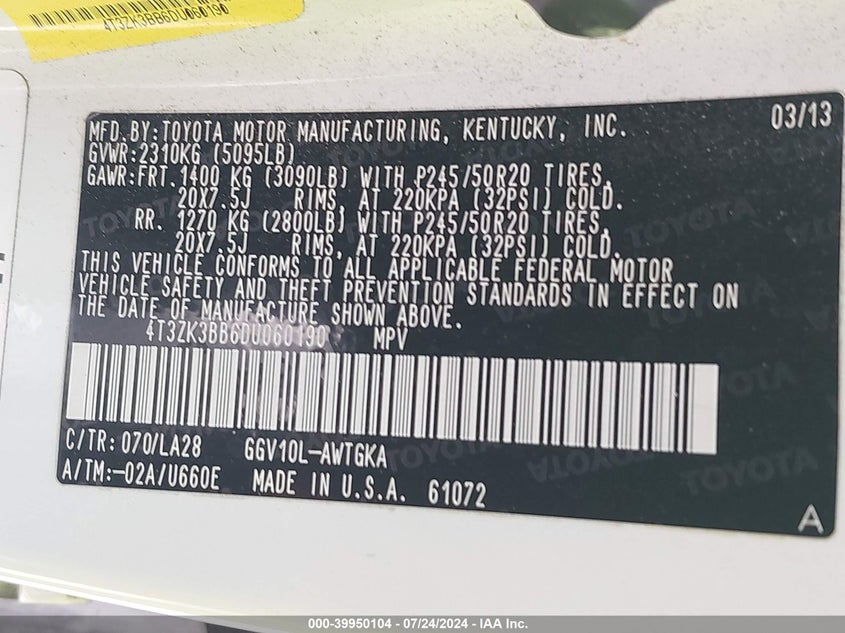 4T3ZK3BB6DU060190
MFD.BY:TOYOTA MOTOR MANUFACTURING, KENTUCKY, INC. 03/13
GVWR:2310KG (5095LB)
GAWR:FRT.1400 KG (3090LB) WITH P245/50R20 TIRES,
20X7.5J RIMS, AT 220KPA (32PSI) COLD.
RR. 1270 KG (2800LB) WITH P245/50R20 TIRES,
20X7.5J RIMS, AT 220KPA (32PSI) COLD.
THIS VEHICLE CONFORMS TO ALL APPLICABLE FEDERAL MOTOR
VEHICLE SAFETY AND THEFT PREVENTION STANDARDS IN EFFECT ON
THE DATE OF MANUFACTURE SHOWN ABOVE.
4T3ZK3BB6DU060190 MPV
C/TR: 070/LA28 GGV10L-AWTGKA
A/TM:-02A/U660E MADE IN U.S.A. 61072
A
000-39950104 - 07/24/2024 - IAA Inc.